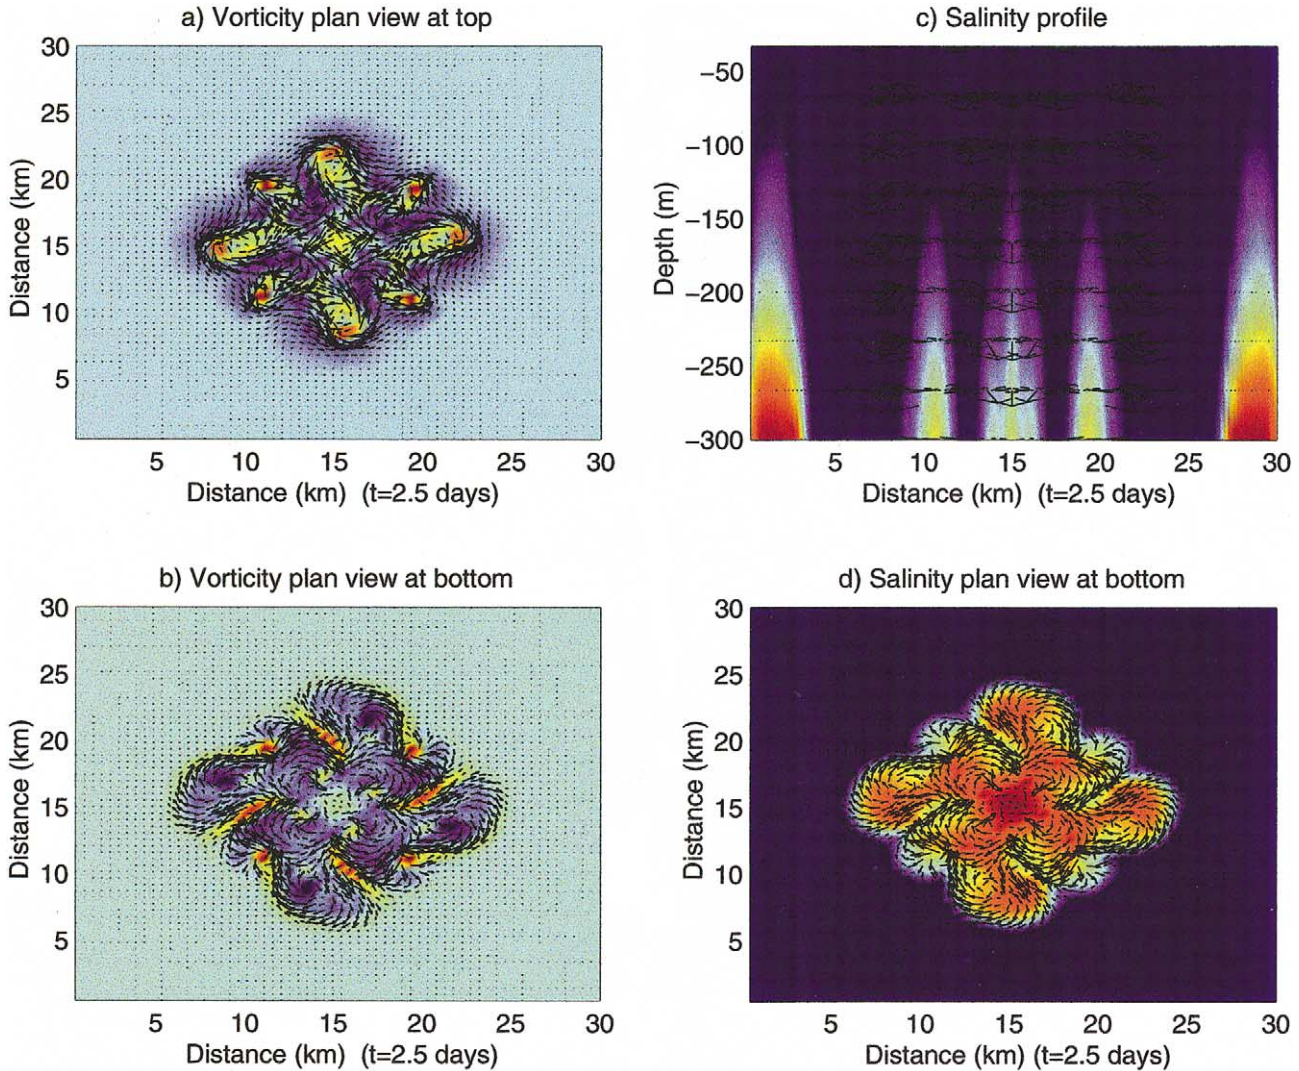 a) Vorticity plan view at top
30
25
20
15
10
5
Distance (km)
5 10 15 20 25 30
Distance (km) (t=2.5 days)
c) Salinity profile
−50
−100
−150
−200
−250
−300
Depth (m)
5 10 15 20 25 30
Distance (km) (t=2.5 days)
b) Vorticity plan view at bottom
30
25
20
15
10
5
Distance (km)
5 10 15 20 25 30
Distance (km) (t=2.5 days)
d) Salinity plan view at bottom
30
25
20
15
10
5
Distance (km)
5 10 15 20 25 30
Distance (km) (t=2.5 days)